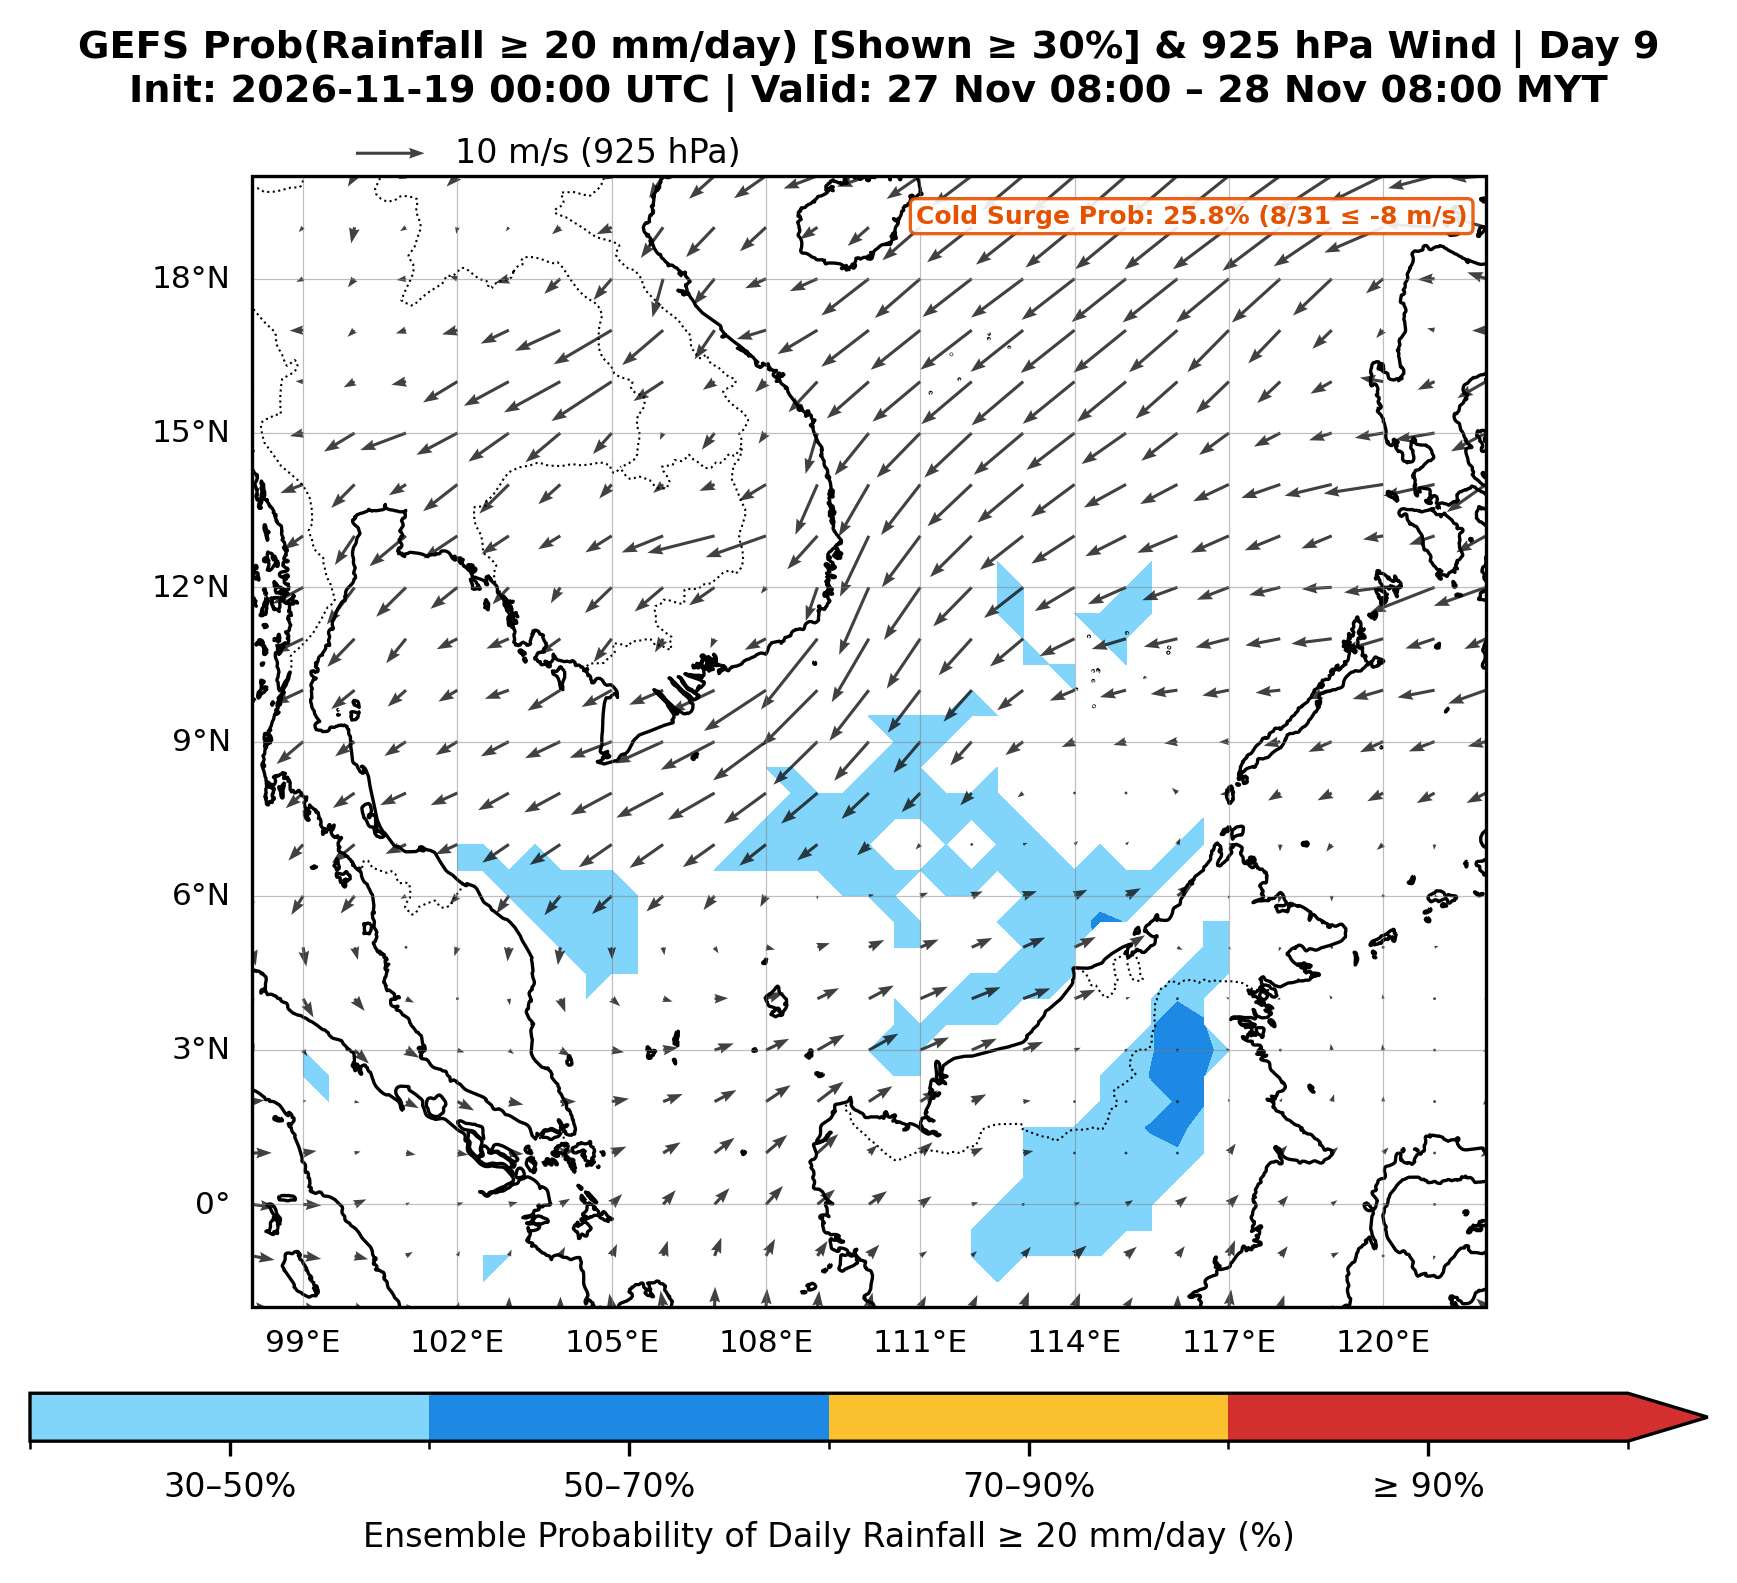 GEFS Prob(Rainfall ≥ 20 mm/day) [Shown ≥ 30%] & 925 hPa Wind | Day 9
Init: 2026-11-19 00:00 UTC | Valid: 27 Nov 08:00 – 28 Nov 08:00 MYT
10 m/s (925 hPa)
Cold Surge Prob: 25.8% (8/31 ≤ -8 m/s)
18°N
15°N
12°N
9°N
6°N
3°N
0°
99°E 102°E 105°E 108°E 111°E 114°E 117°E 120°E
30–50% 50–70% 70–90% ≥ 90%
Ensemble Probability of Daily Rainfall ≥ 20 mm/day (%)